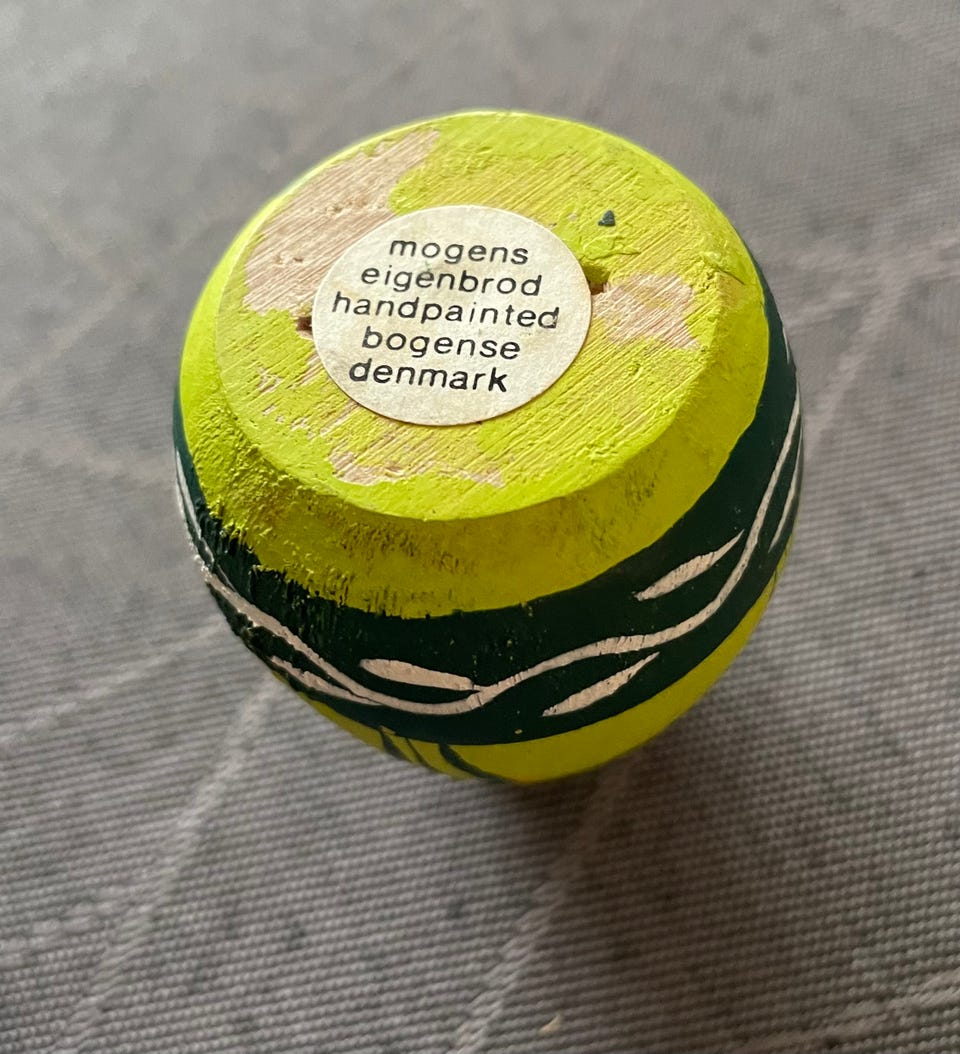 mogens
eigenbrod
handpainted
bogense
denmark